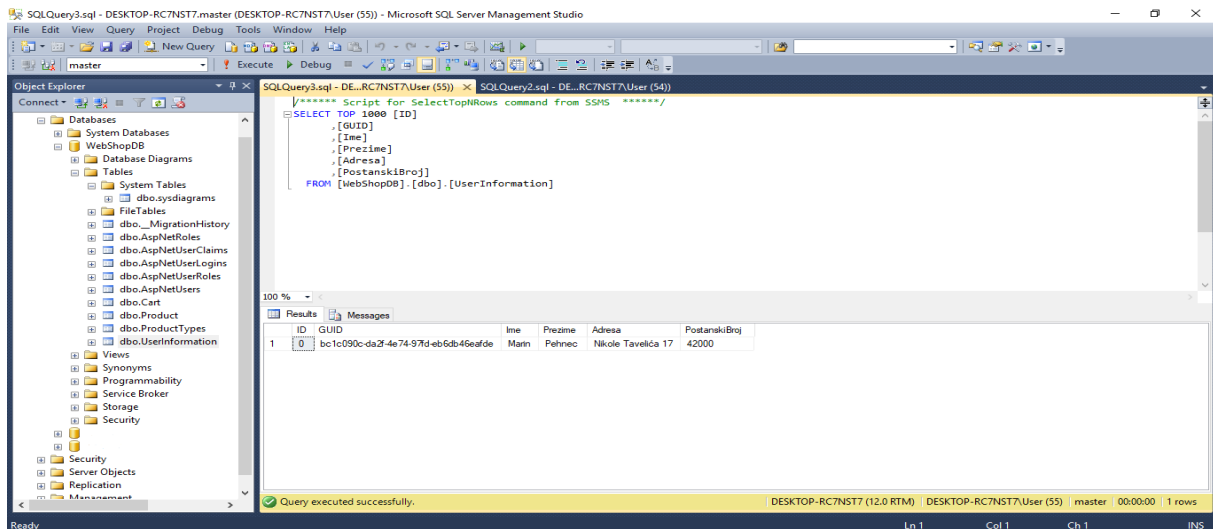 SQLQuery3.sql - DESKTOP-RC7NST7.master (DESKTOP-RC7NST7\User (55)) - Microsoft SQL Server Management Studio
File Edit View Query Project Debug Tools Window Help
New Query
master Execute Debug
Object Explorer
Connect
Databases
System Databases
WebShopDB
Database Diagrams
Tables
System Tables
dbo.sysdiagrams
FileTables
dbo.__MigrationHistory
dbo.AspNetRoles
dbo.AspNetUserClaims
dbo.AspNetUserLogins
dbo.AspNetUserRoles
dbo.AspNetUsers
dbo.Cart
dbo.Product
dbo.ProductTypes
dbo.UserInformation
Views
Synonyms
Programmability
Service Broker
Storage
Security
Security
Server Objects
Replication
Management
SQLQuery3.sql - DE...RC7NST7\User (55)) SQLQuery2.sql - DE...RC7NST7\User (54))
/****** Script for SelectTopNRows command from SSMS ******/
SELECT TOP 1000 [ID]
,[GUID]
,[Ime]
,[Prezime]
,[Adresa]
,[PostanskiBroj]
FROM [WebShopDB].[dbo].[UserInformation]
100 %
Results Messages
ID GUID Ime Prezime Adresa PostanskiBroj
1 0 bc1c090c-da2f-4e74-97fd-eb6db46eafde Marin Pehnec Nikole Tavelića 17 42000
Query executed successfully. DESKTOP-RC7NST7 (12.0 RTM) DESKTOP-RC7NST7\User (55) master 00:00:00 1 rows
Ready Ln 1 Col 1 Ch 1 INS